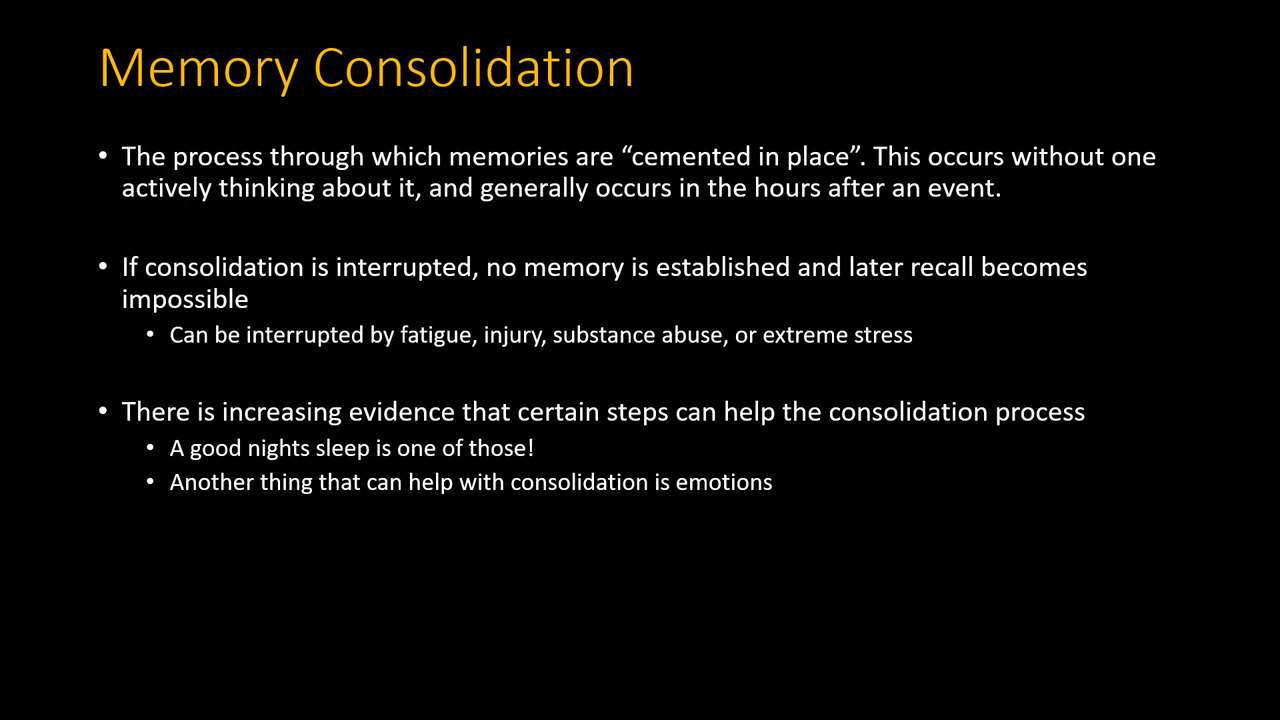 Memory Consolidation
• The process through which memories are “cemented in place”. This occurs without one
actively thinking about it, and generally occurs in the hours after an event.
• If consolidation is interrupted, no memory is established and later recall becomes
impossible
• Can be interrupted by fatigue, injury, substance abuse, or extreme stress
• There is increasing evidence that certain steps can help the consolidation process
• A good nights sleep is one of those!
• Another thing that can help with consolidation is emotions